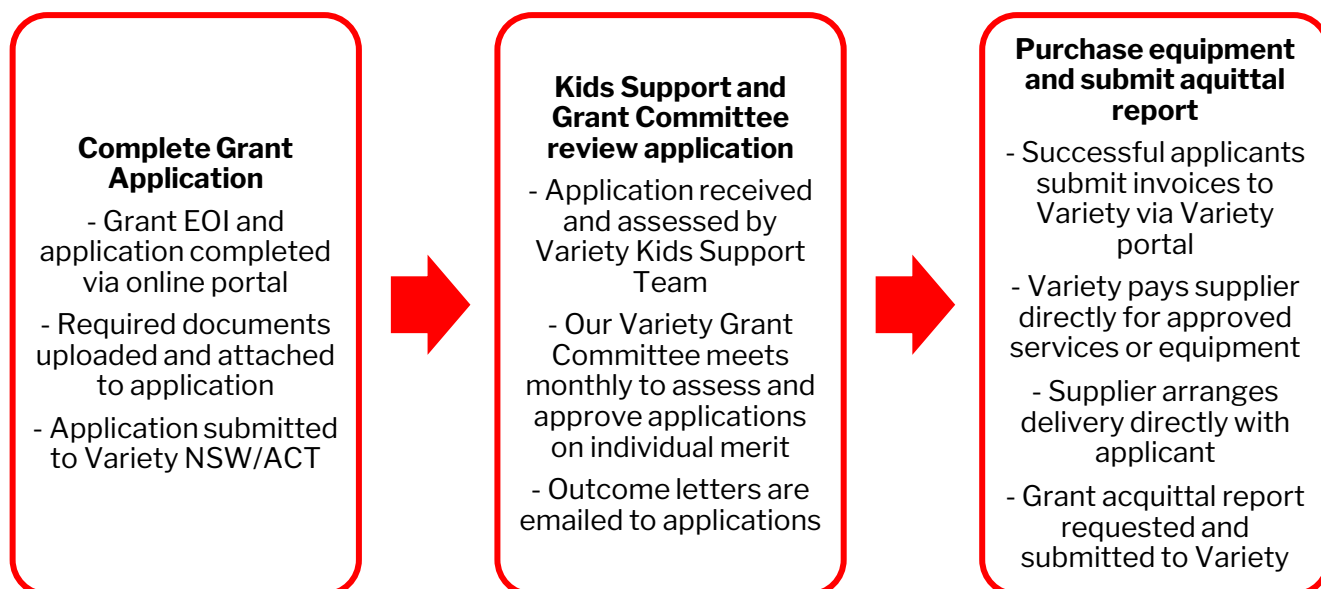 Complete Grant
Application
- Grant EOI and
application completed
via online portal
- Required documents
uploaded and attached
to application
- Application submitted
to Variety NSW/ACT
Kids Support and
Grant Committee
review application
- Application received
and assessed by
Variety Kids Support
Team
- Our Variety Grant
Committee meets
monthly to assess and
approve applications
on individual merit
- Outcome letters are
emailed to applications
Purchase equipment
and submit aquittal
report
- Successful applicants
submit invoices to
Variety via Variety
portal
- Variety pays supplier
directly for approved
services or equipment
- Supplier arranges
delivery directly with
applicant
- Grant acquittal report
requested and
submitted to Variety